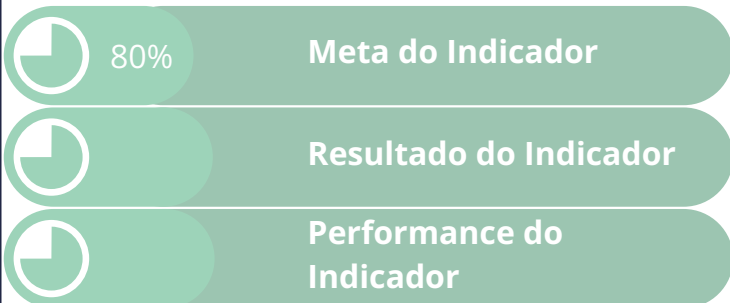 80% Meta do Indicador
Resultado do Indicador
Performance do
Indicador